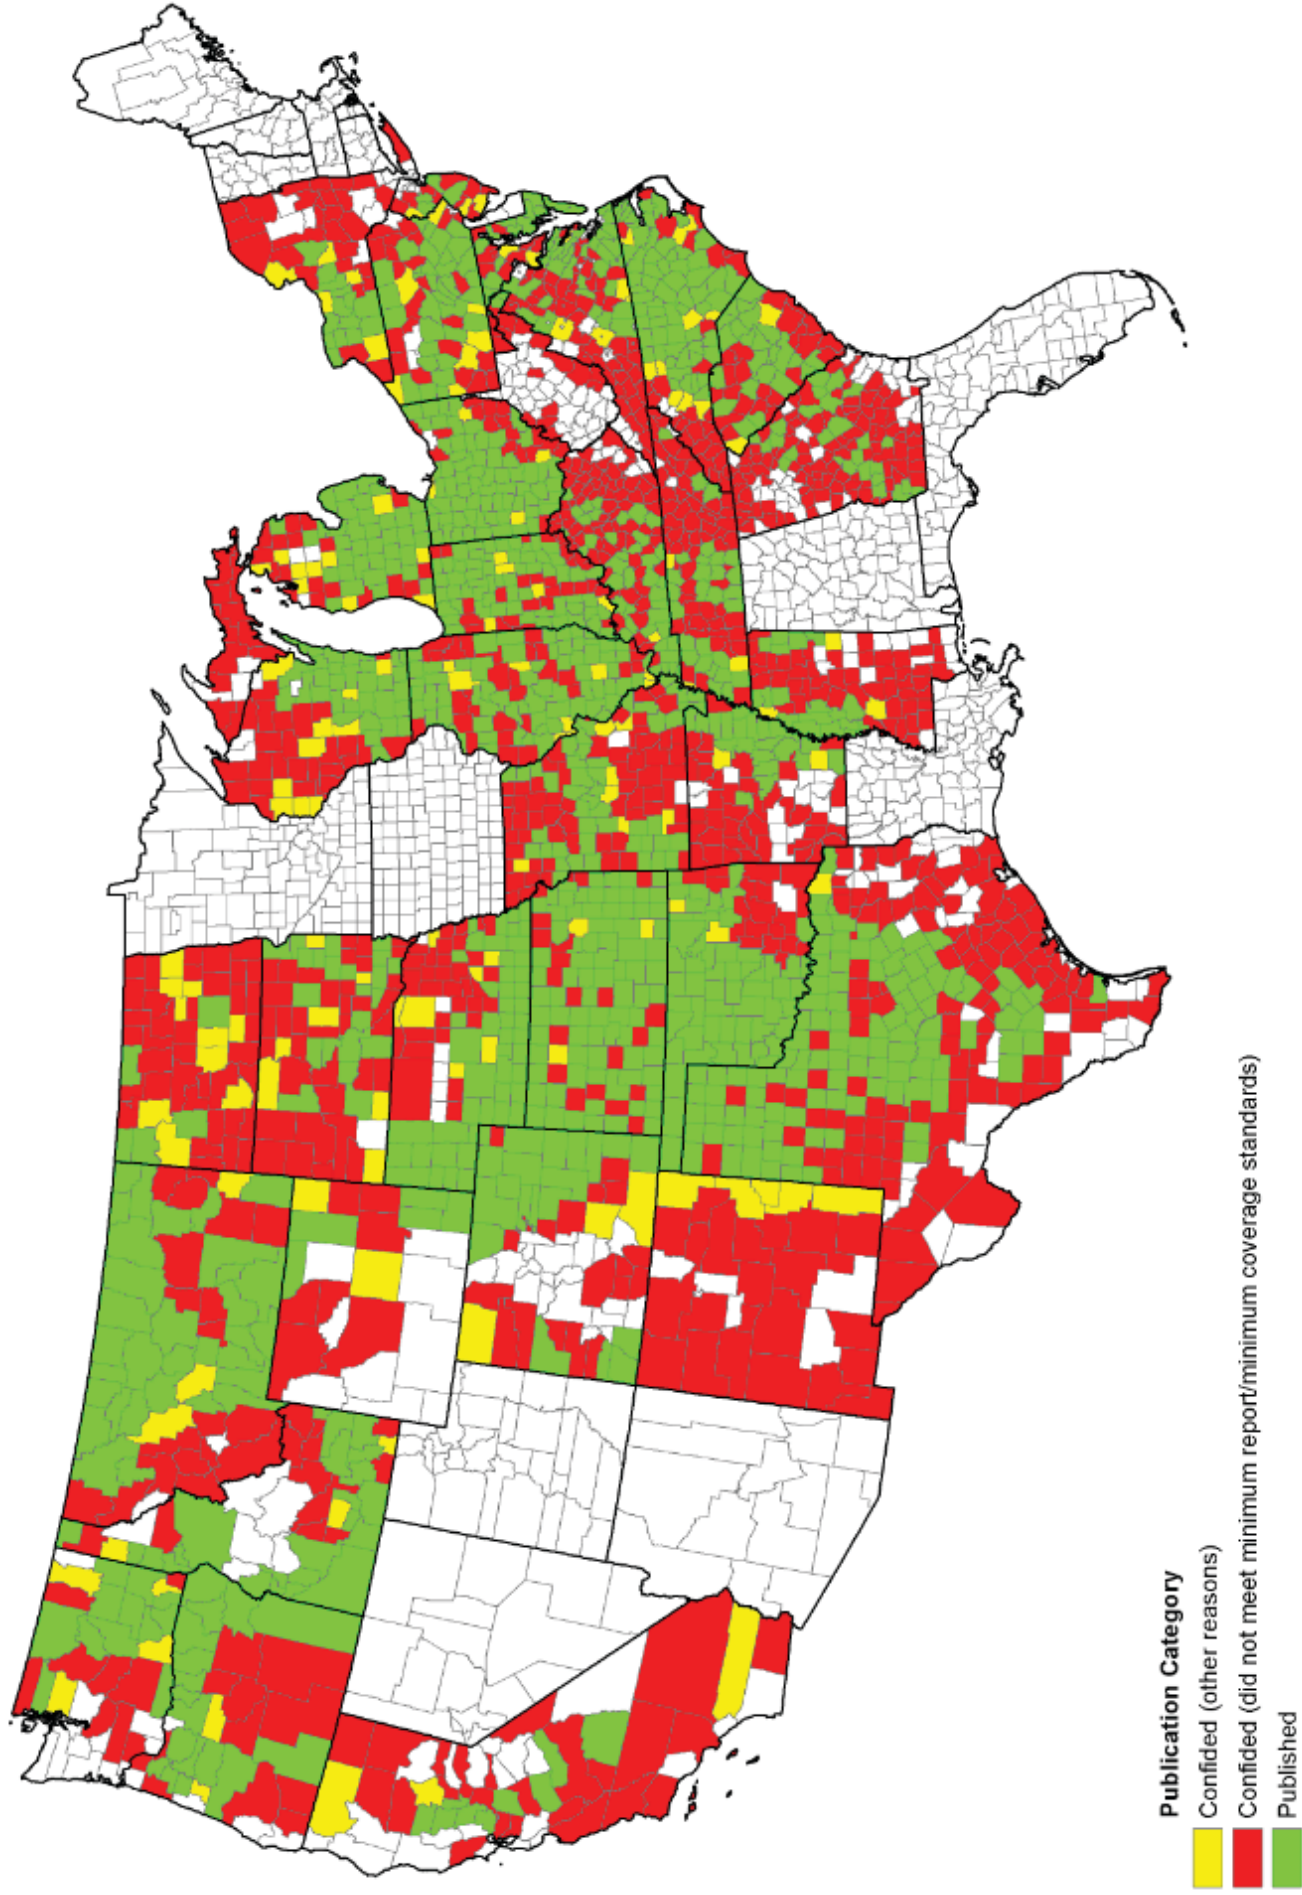 Publication Category
Confided (other reasons)
Confided (did not meet minimum report/minimum coverage standards)
Published